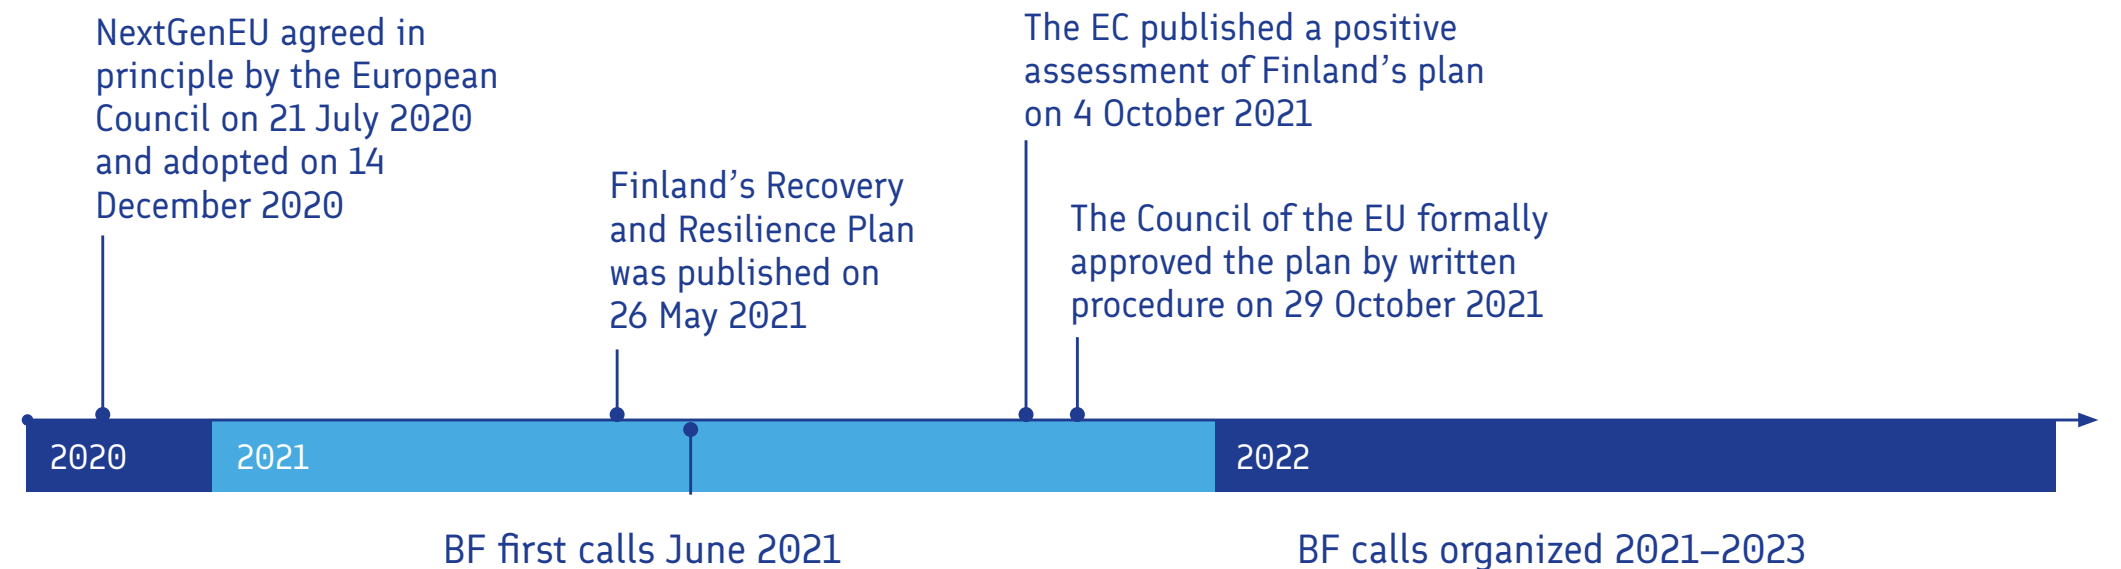 NextGenEU agreed in
principle by the European
Council on 21 July 2020
and adopted on 14
December 2020
Finland’s Recovery
and Resilience Plan
was published on
26 May 2021
The EC published a positive
assessment of Finland’s plan
on 4 October 2021
The Council of the EU formally
approved the plan by written
procedure on 29 October 2021
2020
2021
2022
BF first calls June 2021
BF calls organized 2021–2023